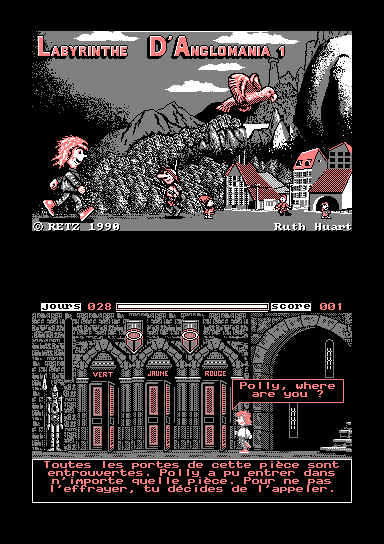 LABYRINTHE D'ANGLOMANIA 1
© RETZ 1990 Ruth Huart
jours 028 score 001
VERT JAUNE ROUGE
Polly, where
are you ?
Toutes les portes de cette pièce sont
entrouvertes. Polly a pu entrer dans
n'importe quelle pièce. Pour ne pas
l'effrayer, tu décides de l'appeler.